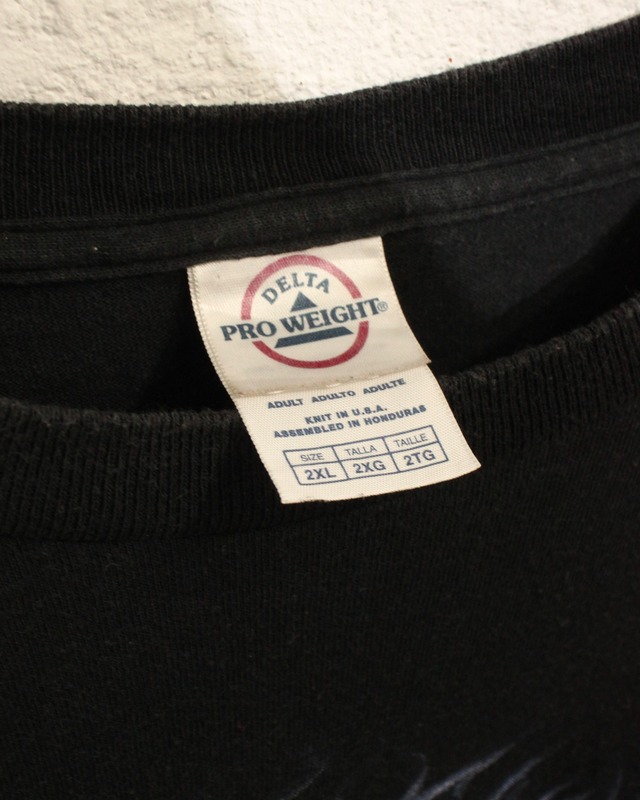 DELTA
PRO WEIGHT®
ADULT ADULTO ADULTE
KNIT IN U.S.A.
ASSEMBLED IN HONDURAS
SIZE TALLA TAILLE
2XL 2XG 2TG